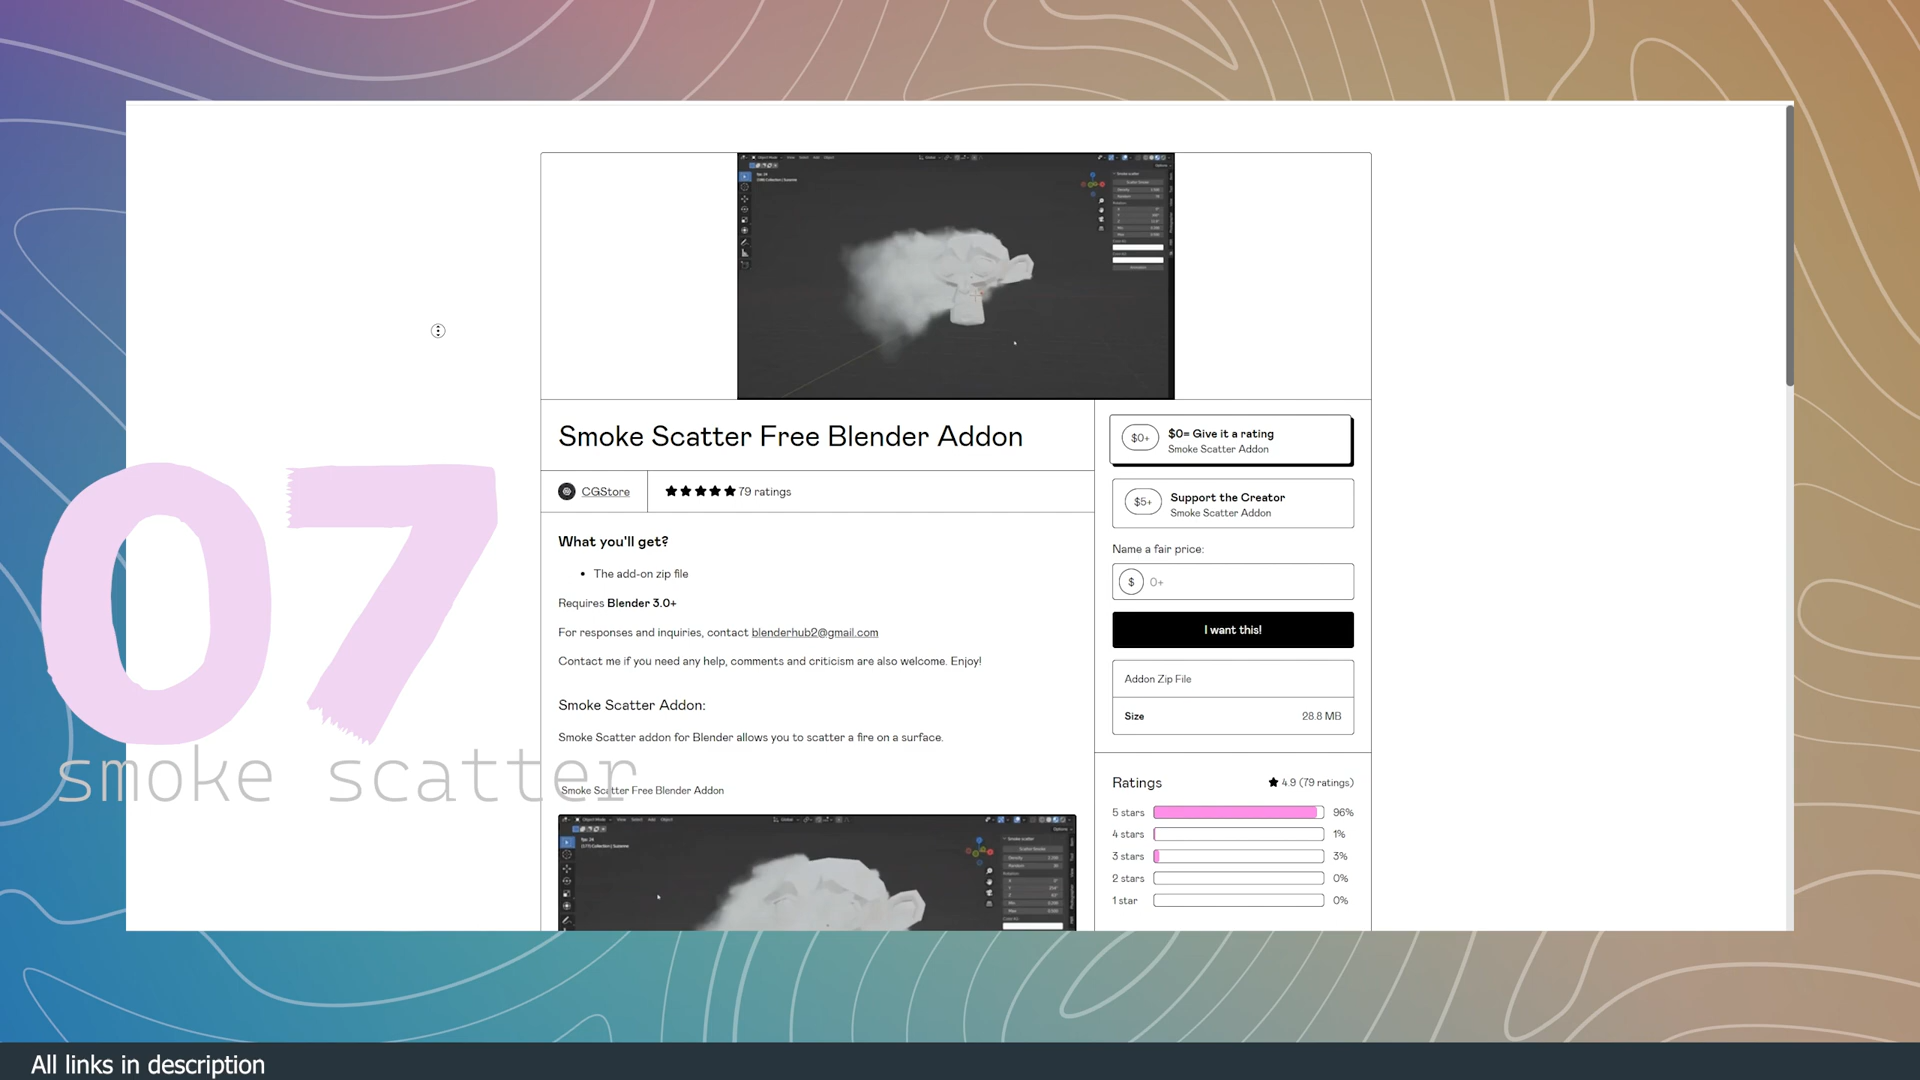 Smoke Scatter Free Blender Addon
CGStore
79 ratings
What you'll get?
The add-on zip file
Requires Blender 3.0+
For responses and inquiries, contact blenderhub2@gmail.com
Contact me if you need any help, comments and criticism are also welcome. Enjoy!
Smoke Scatter Addon:
Smoke Scatter addon for Blender allows you to scatter a fire on a surface.
Smoke Scatter Free Blender Addon
$0+
$0= Give it a rating
Smoke Scatter Addon
$5+
Support the Creator
Smoke Scatter Addon
Name a fair price:
$ 0+
I want this!
Addon Zip File
Size 28.8 MB
Ratings 4.9 (79 ratings)
5 stars 96%
4 stars 1%
3 stars 3%
2 stars 0%
1 star 0%
07
smoke scatter
All links in description